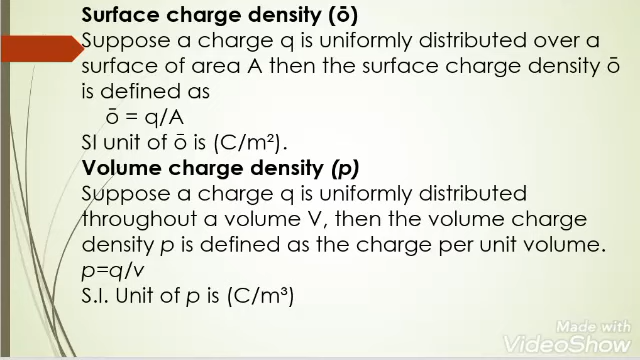 Surface charge density (ō)
Suppose a charge q is uniformly distributed over a
surface of area A then the surface charge density ō
is defined as
ō = q/A
SI unit of ō is (C/m²).
Volume charge density (p)
Suppose a charge q is uniformly distributed
throughout a volume V, then the volume charge
density p is defined as the charge per unit volume.
p=q/v
S.I. Unit of p is (C/m³)
Made with
VideoShow